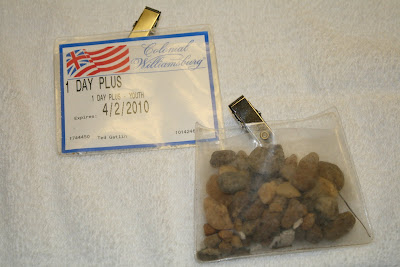 "Colonial
Williamsburg"
1 DAY PLUS
1 DAY PLUS - YOUTH
Expires: 4/2/2010